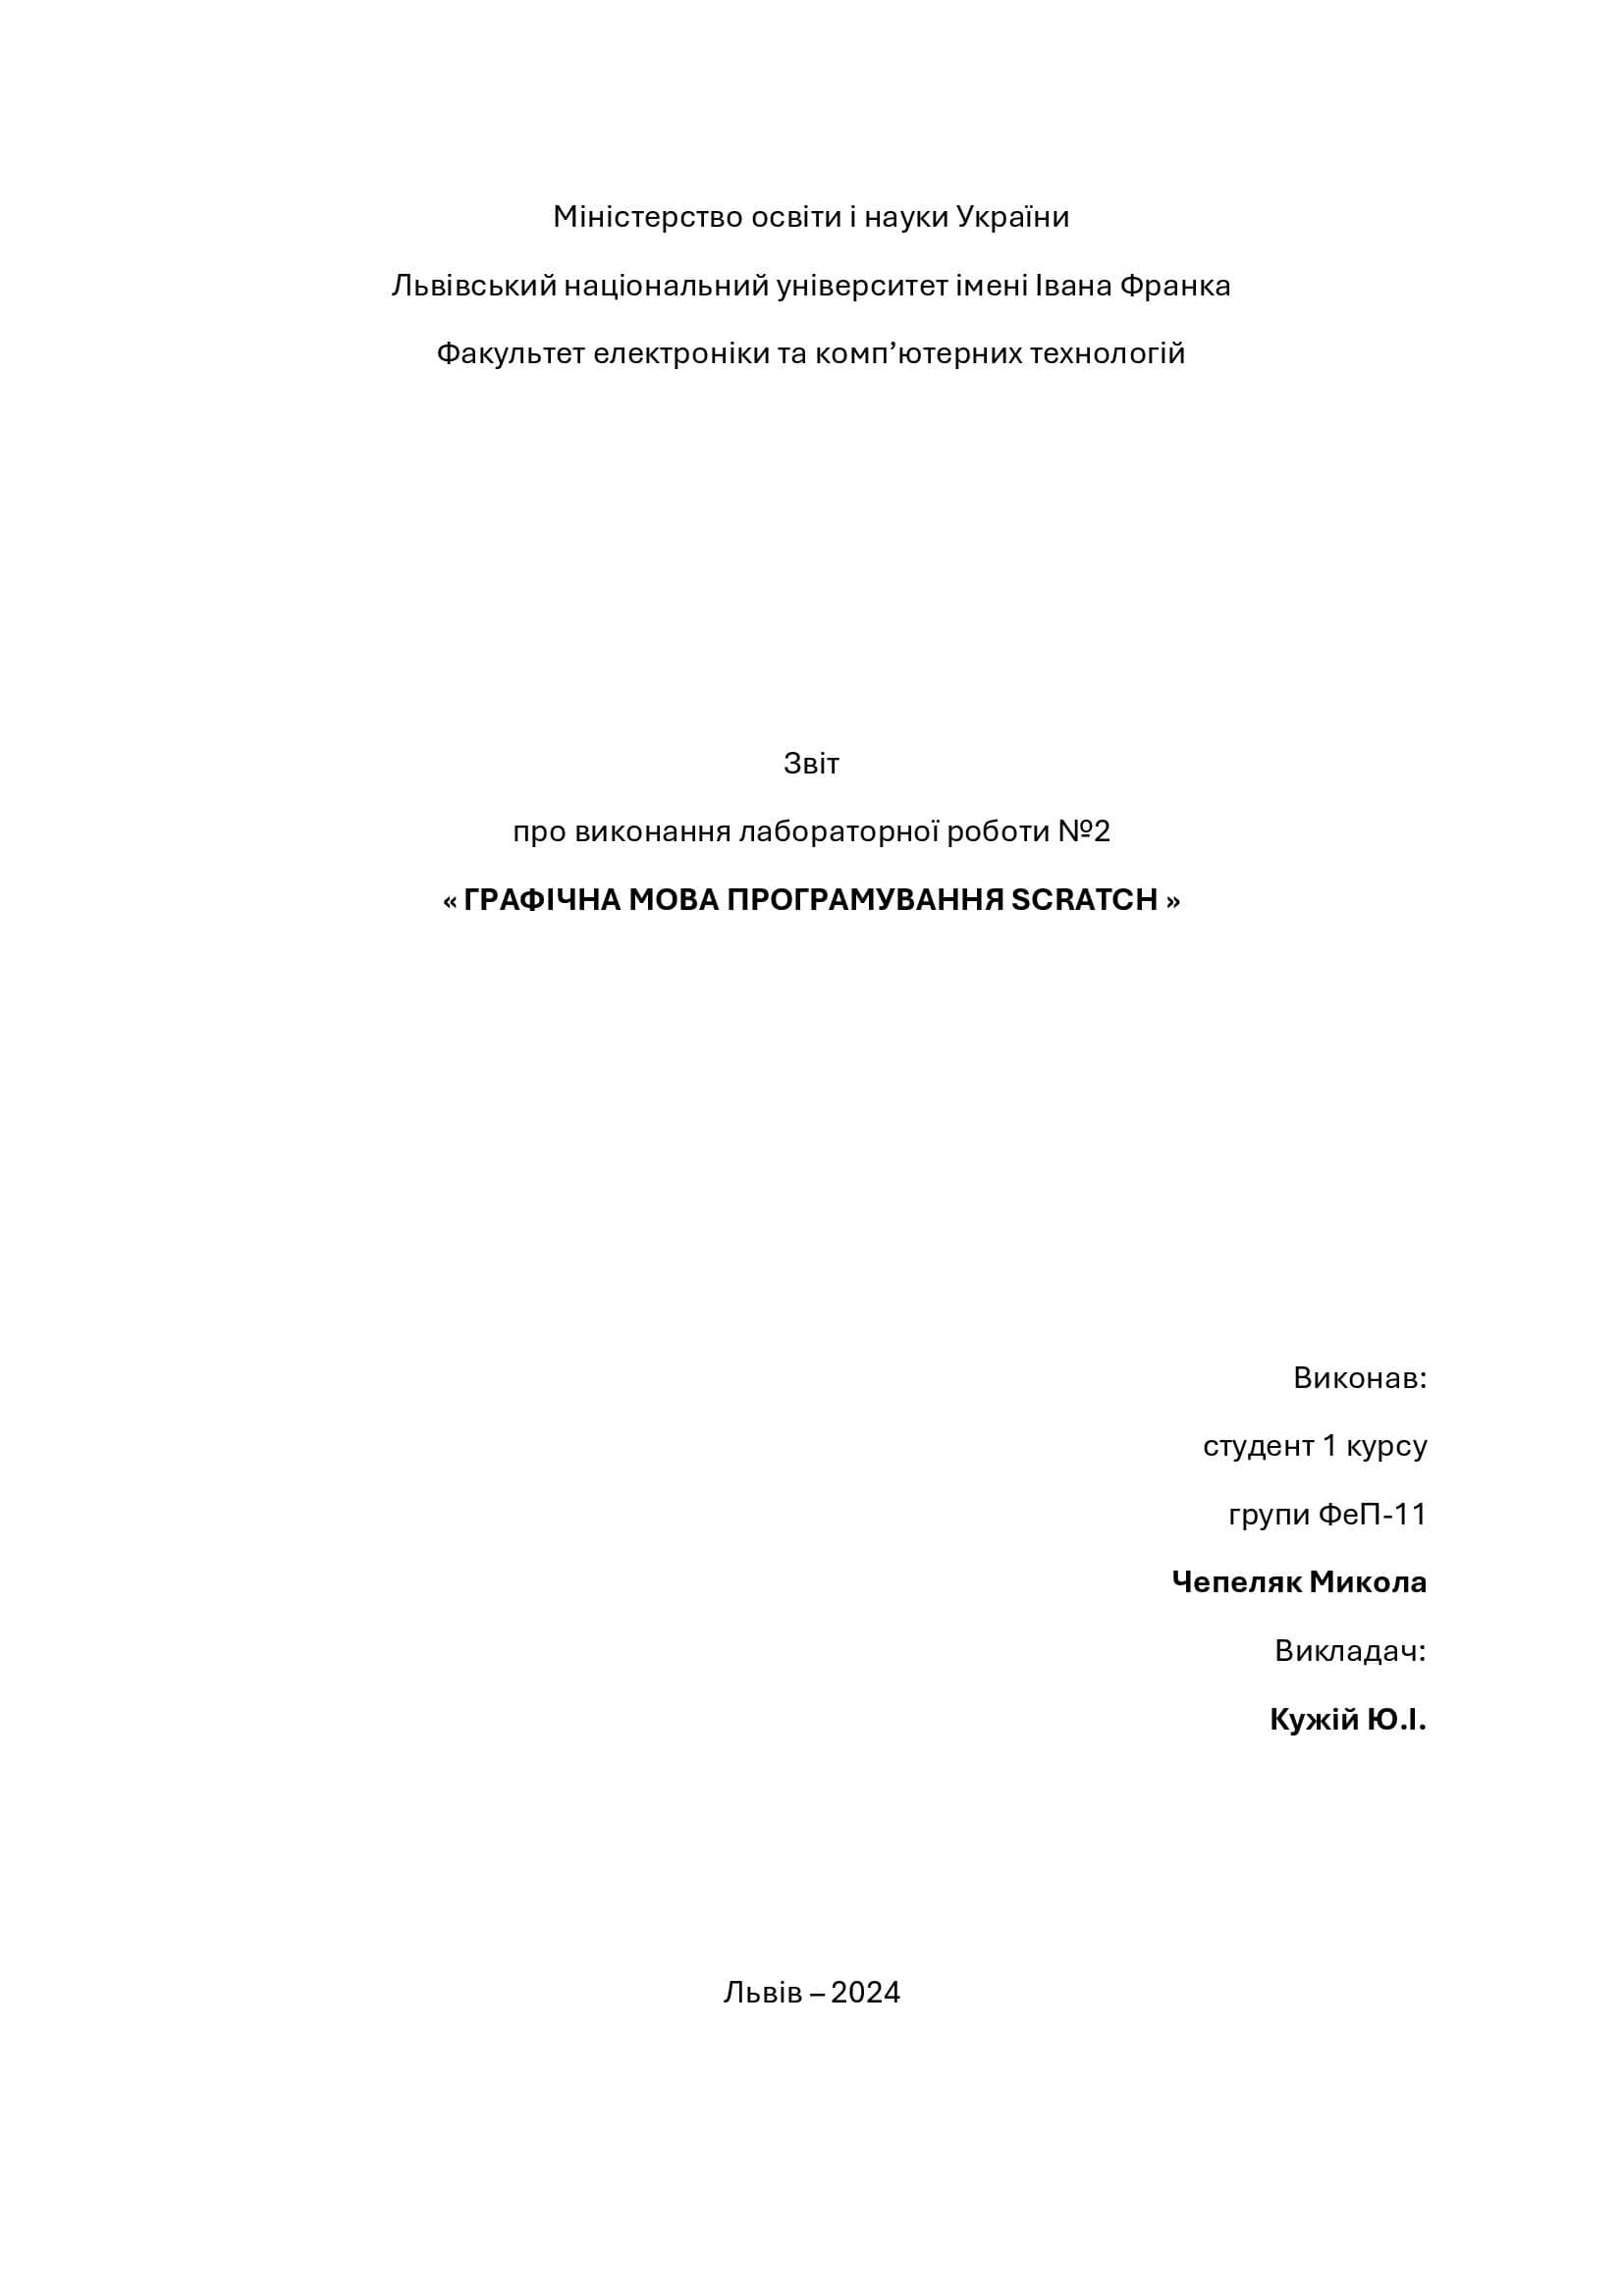 Міністерство освіти і науки України
Львівський національний університет імені Івана Франка
Факультет електроніки та комп’ютерних технологій
Звіт
про виконання лабораторної роботи №2
« ГРАФІЧНА МОВА ПРОГРАМУВАННЯ SCRATCH »
Виконав:
студент 1 курсу
групи ФеП-11
Чепеляк Микола
Викладач:
Кужій Ю.І.
Львів – 2024